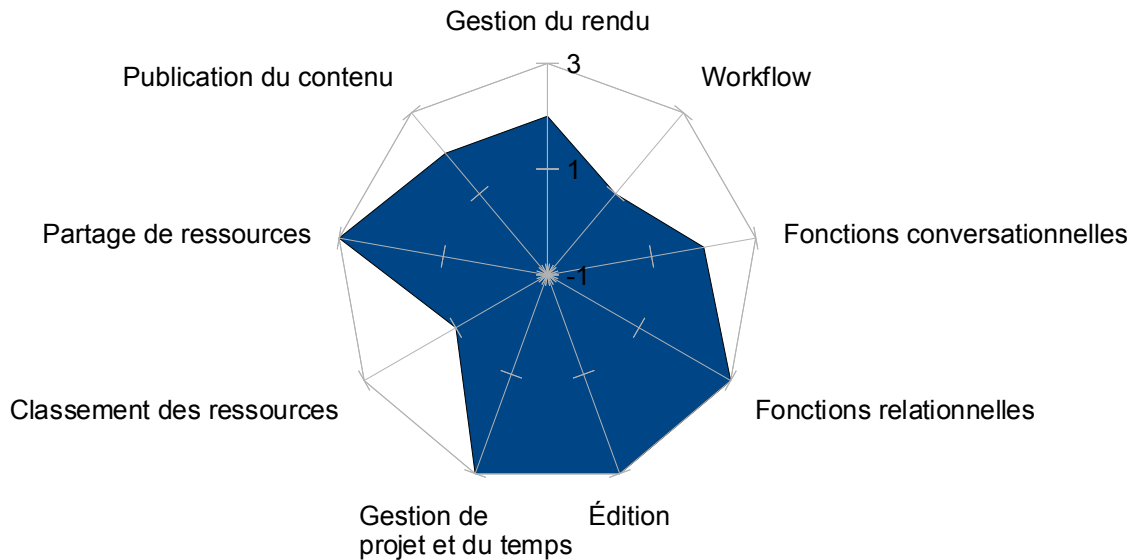 Gestion du rendu
3
Publication du contenu
Workflow
1
Partage de ressources
Fonctions conversationnelles
-1
Classement des ressources
Fonctions relationnelles
Gestion de
projet et du temps
Édition